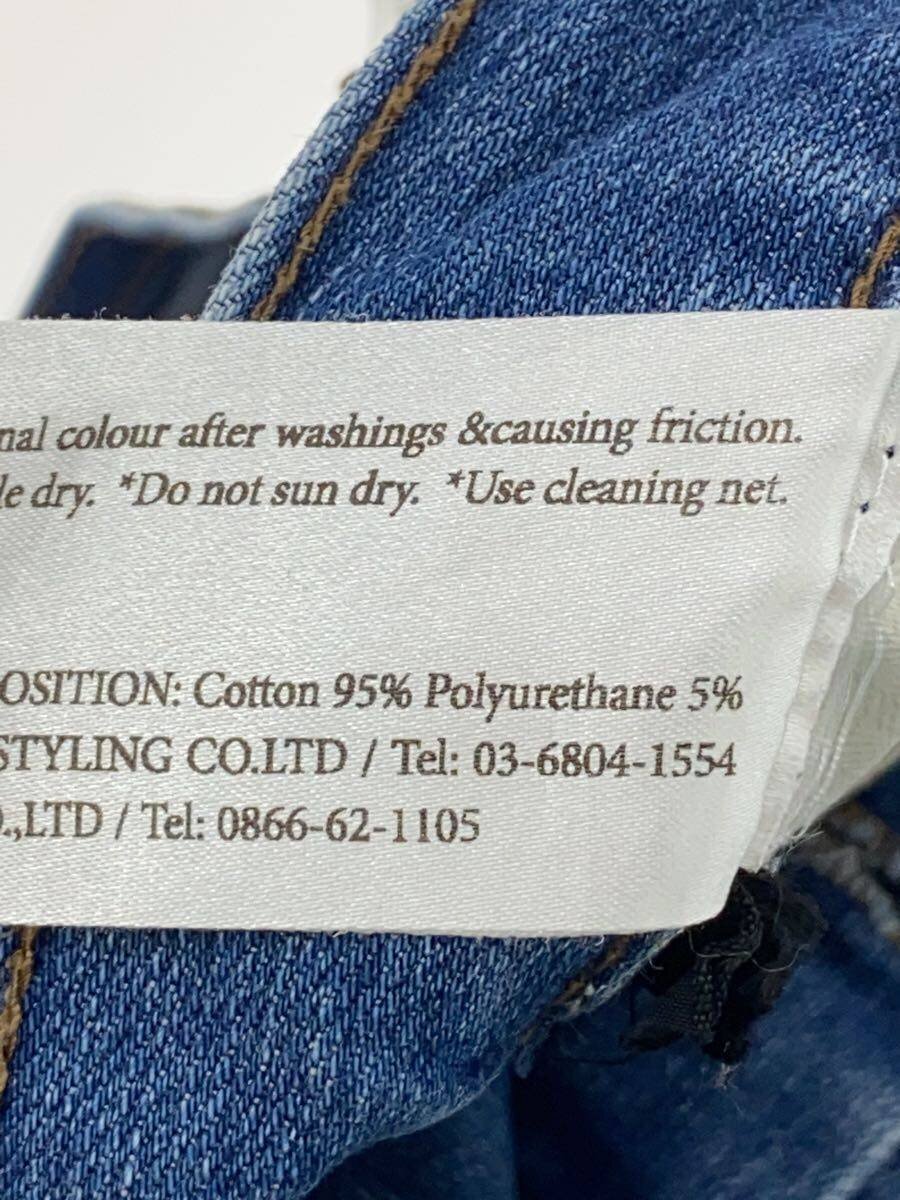 nal colour after washings &causing friction.
le dry. *Do not sun dry. *Use cleaning net.
OSITION: Cotton 95% Polyurethane 5%
STYLING CO.LTD / Tel: 03-6804-1554
.,LTD / Tel: 0866-62-1105